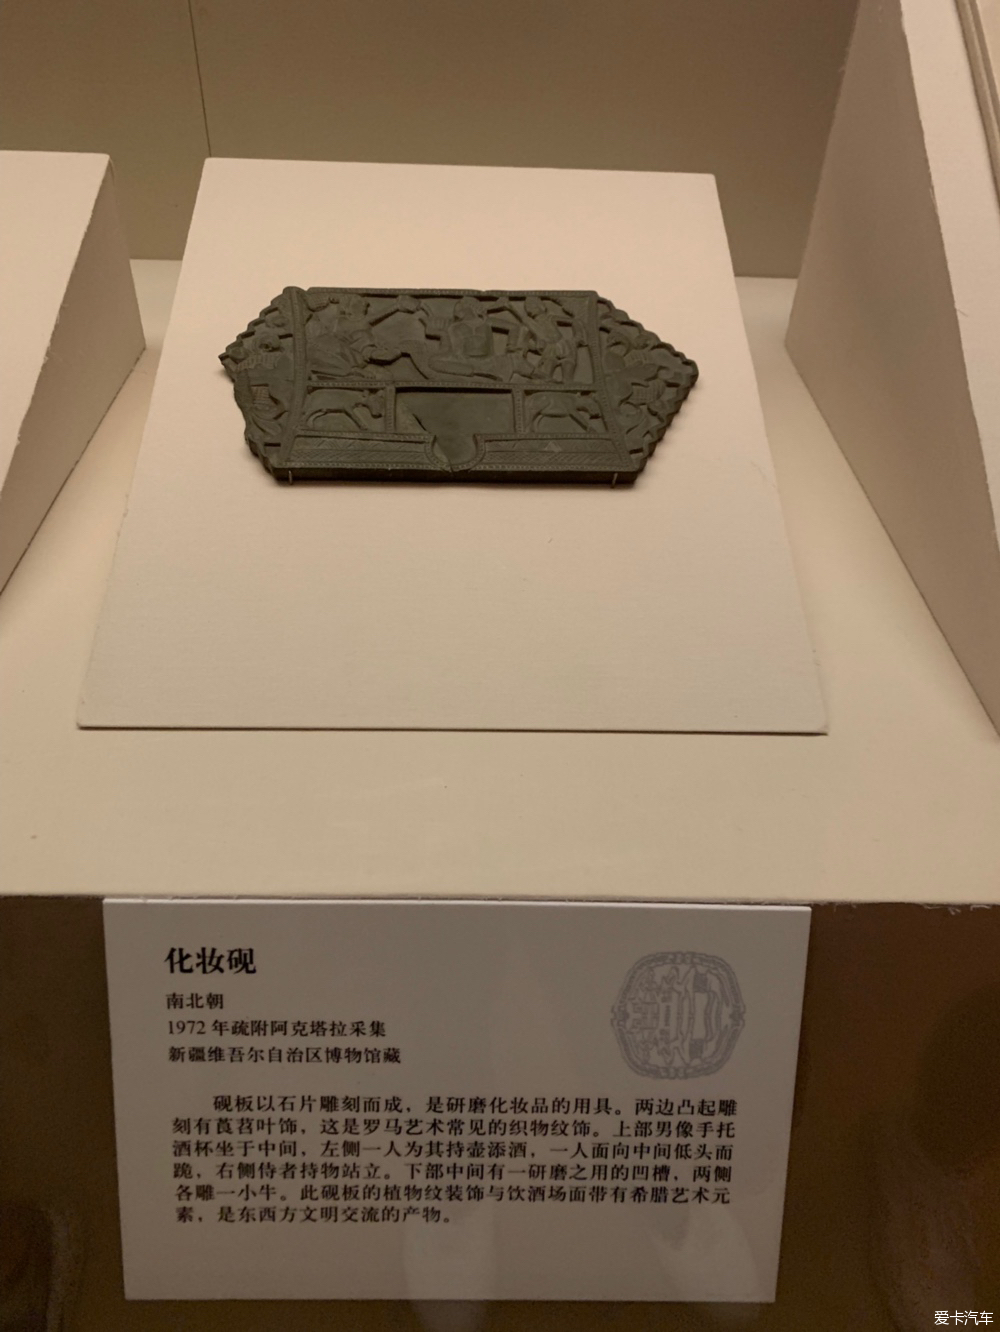 化妆砚
南北朝
1972年疏附阿克塔拉采集
新疆维吾尔自治区博物馆藏
砚板以石片雕刻而成，是研磨化妆品的用具。两边凸起雕
刻有莨苕叶饰，这是罗马艺术常见的织物纹饰。上部男像手托
酒杯坐于中间，左侧一人为其持壶添酒，一人面向中间低头而
跪，右侧侍者持物站立。下部中间有一研磨之用的凹槽，两侧
各雕一小牛。此砚板的植物纹装饰与饮酒场面带有希腊艺术元
素，是东西方文明交流的产物。
爱卡汽车